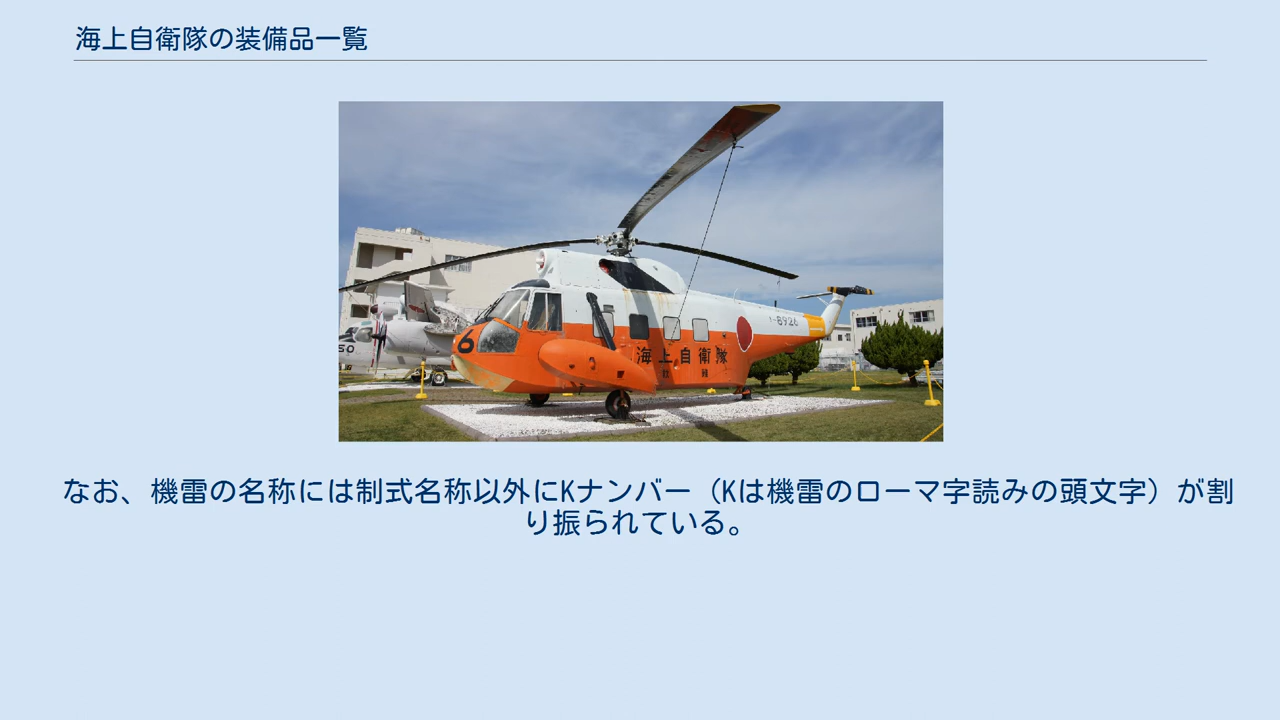 海上自衛隊の装備品一覧
8926
6
50
海上自衛隊
なお、機雷の名称には制式名称以外にKナンバー（Kは機雷のローマ字読みの頭文字）が割
り振られている。